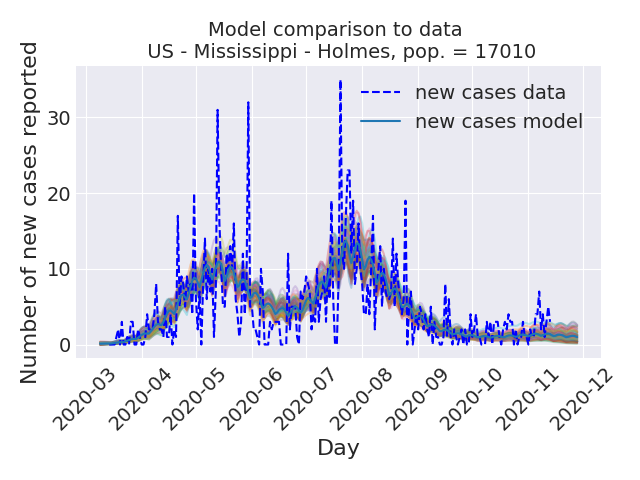 Model comparison to data
US - Mississippi - Holmes, pop. = 17010
Number of new cases reported
30
20
10
0
new cases data
new cases model
2020-03
2020-04
2020-05
2020-06
2020-07
2020-08
2020-09
2020-10
2020-11
2020-12
Day